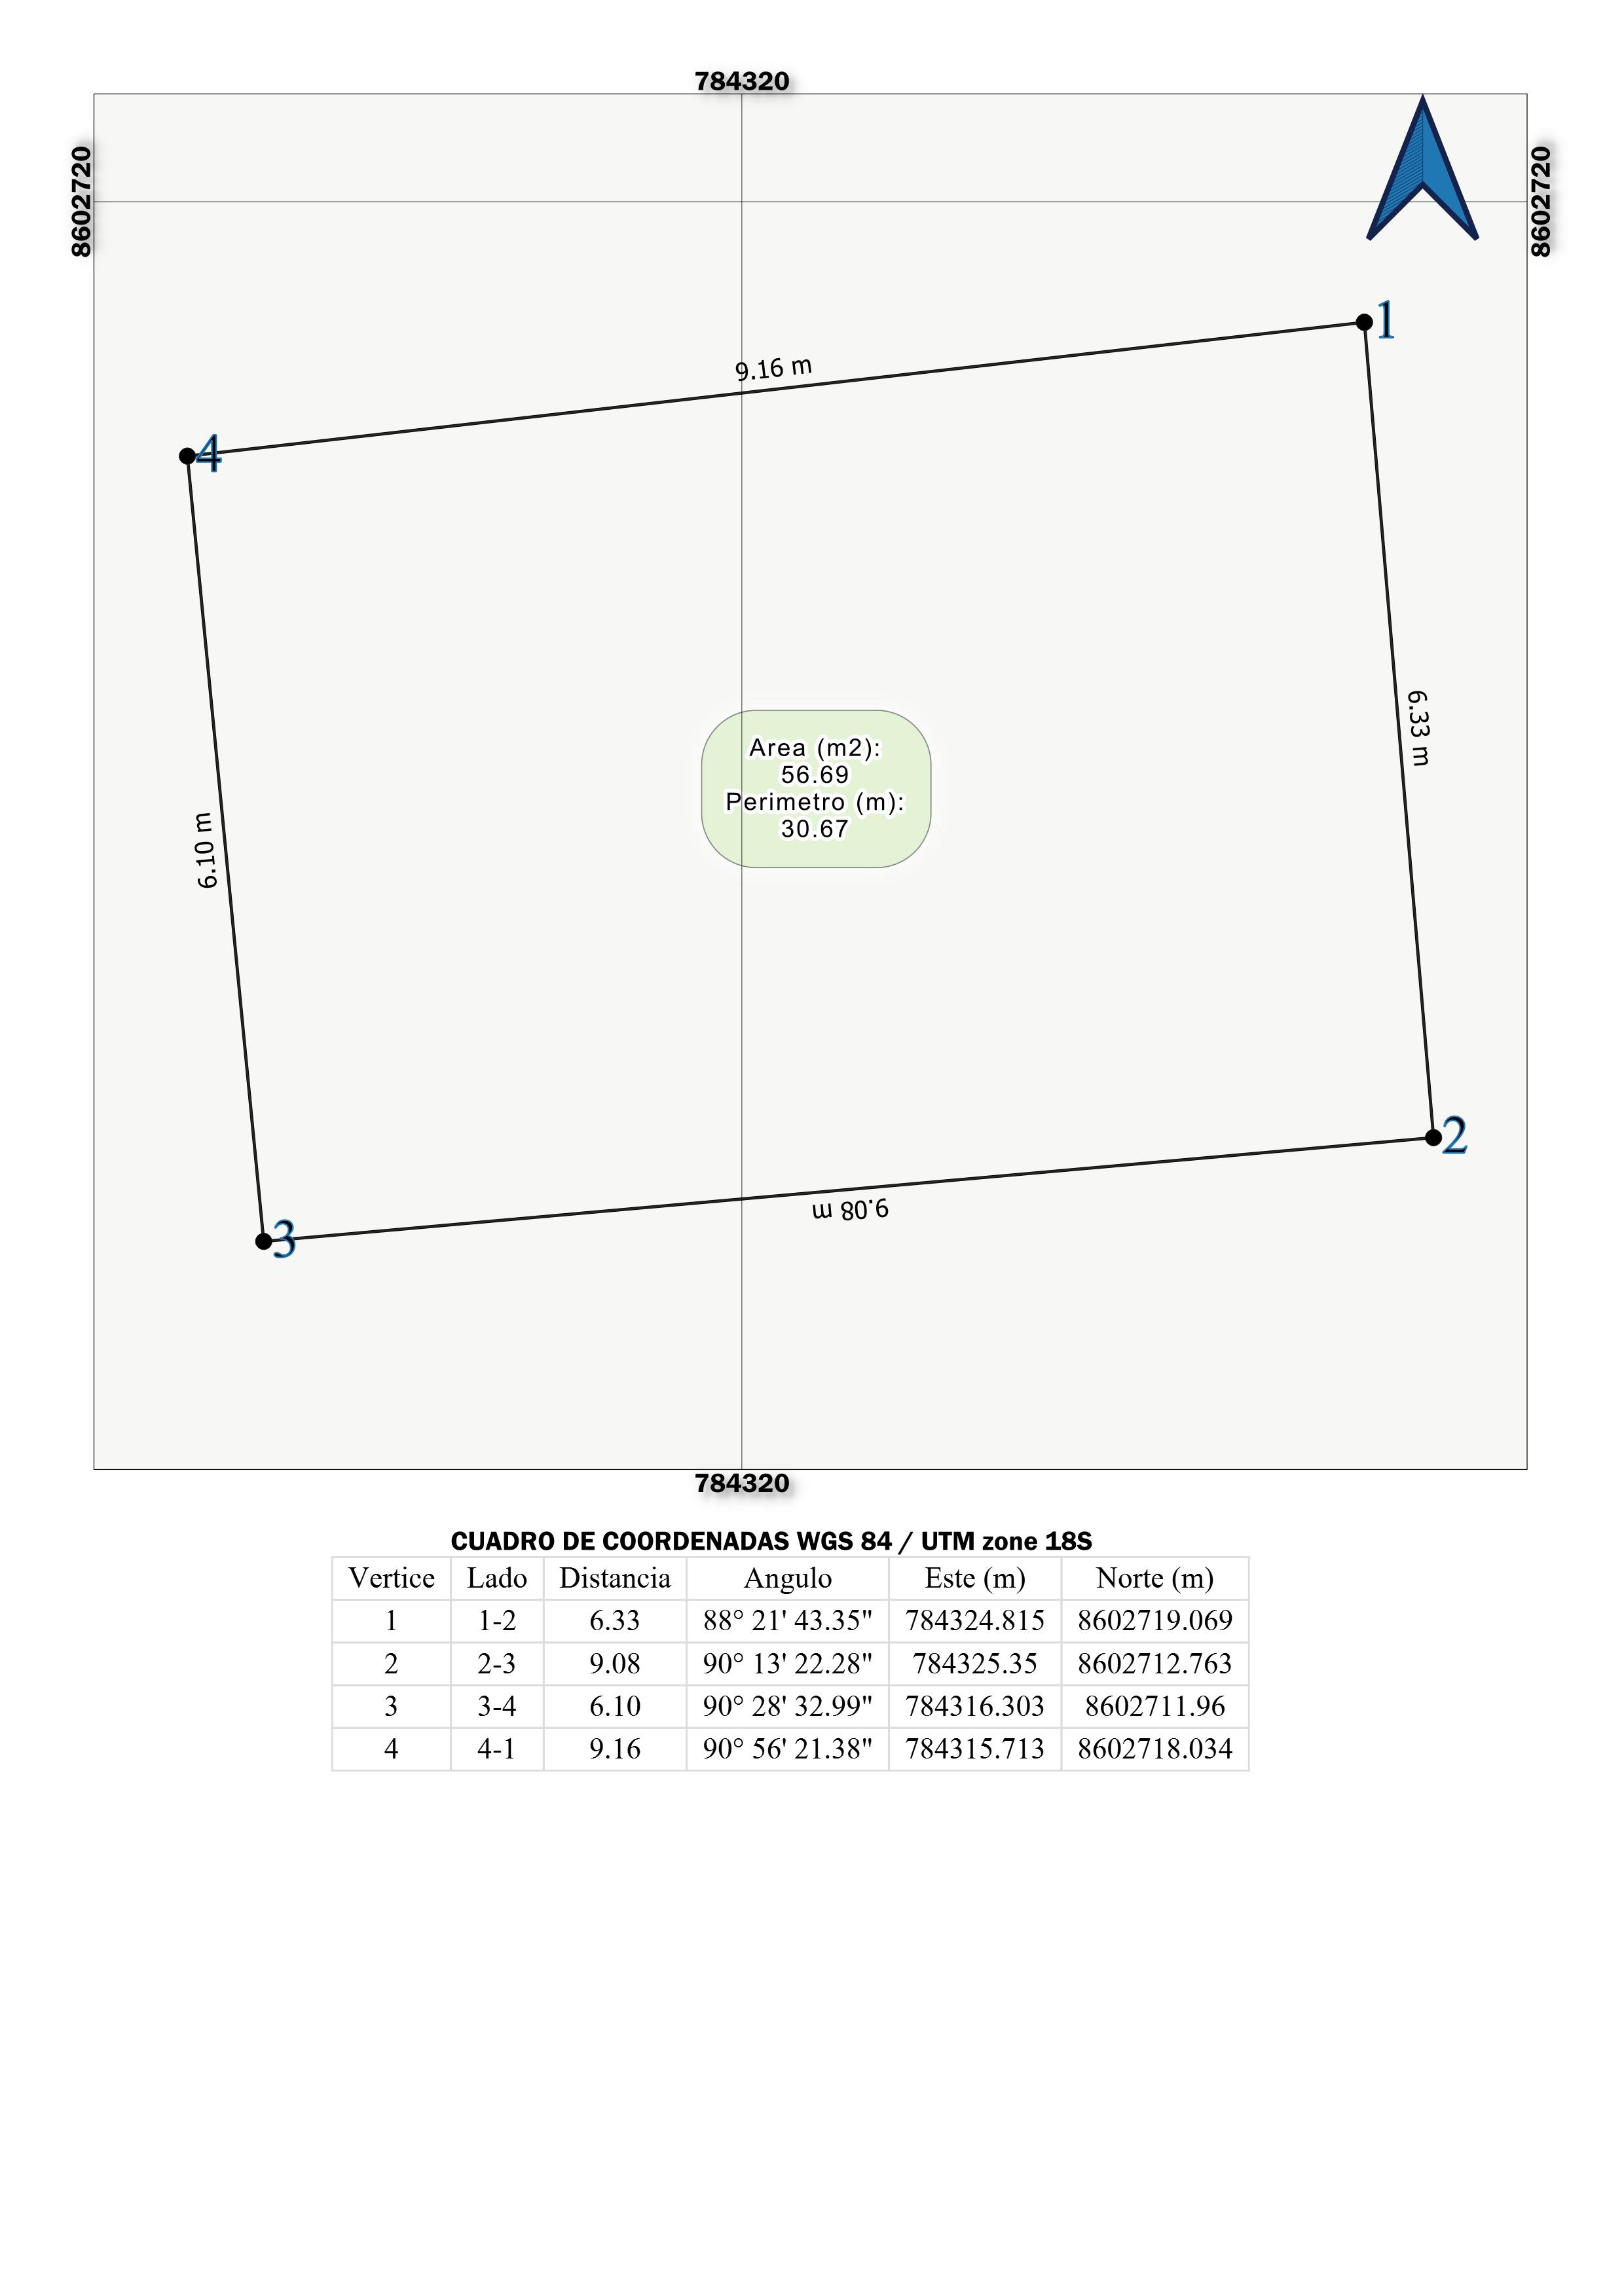 784320
8602720
8602720
1
9.16 m
4
6.33 m
Area (m2):
56.69
Perimetro (m):
30.67
6.10 m
2
9.08 m
3
784320
CUADRO DE COORDENADAS WGS 84 / UTM zone 18S
Vertice Lado Distancia Angulo Este (m) Norte (m)
1 1-2 6.33 88° 21' 43.35" 784324.815 8602719.069
2 2-3 9.08 90° 13' 22.28" 784325.35 8602712.763
3 3-4 6.10 90° 28' 32.99" 784316.303 8602711.96
4 4-1 9.16 90° 56' 21.38" 784315.713 8602718.034